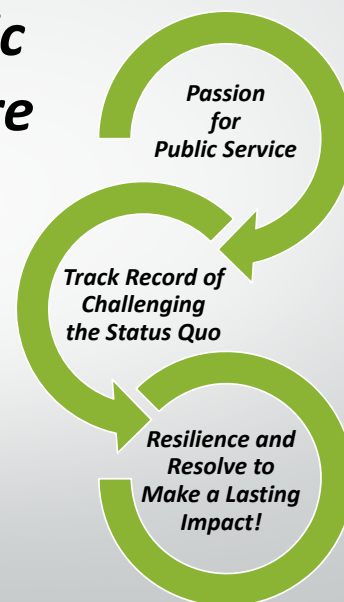 Passion
for
Public Service
Track Record of
Challenging
the Status Quo
Resilience and
Resolve to
Make a Lasting
Impact!